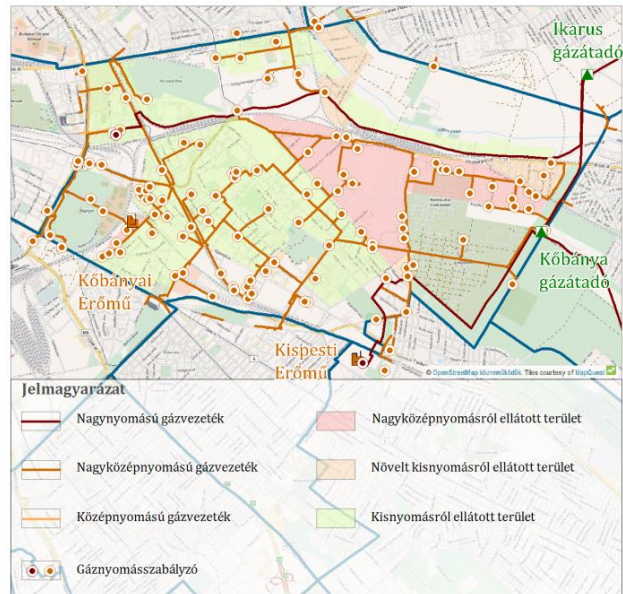 Ikarus
gázátadó
Kőbánya
gázátadó
Kőbányai
Erőmű
Kispesti
Erőmű
© OpenStreetMap közreműködők. Tiles courtesy of MapQuest
Jelmagyarázat
Nagynyomású gázvezeték
Nagyközépnyomásról ellátott terület
Nagyközépnyomású gázvezeték
Növelt kisnyomásról ellátott terület
Középnyomású gázvezeték
Kisnyomásról ellátott terület
Gáznyomásszabályzó